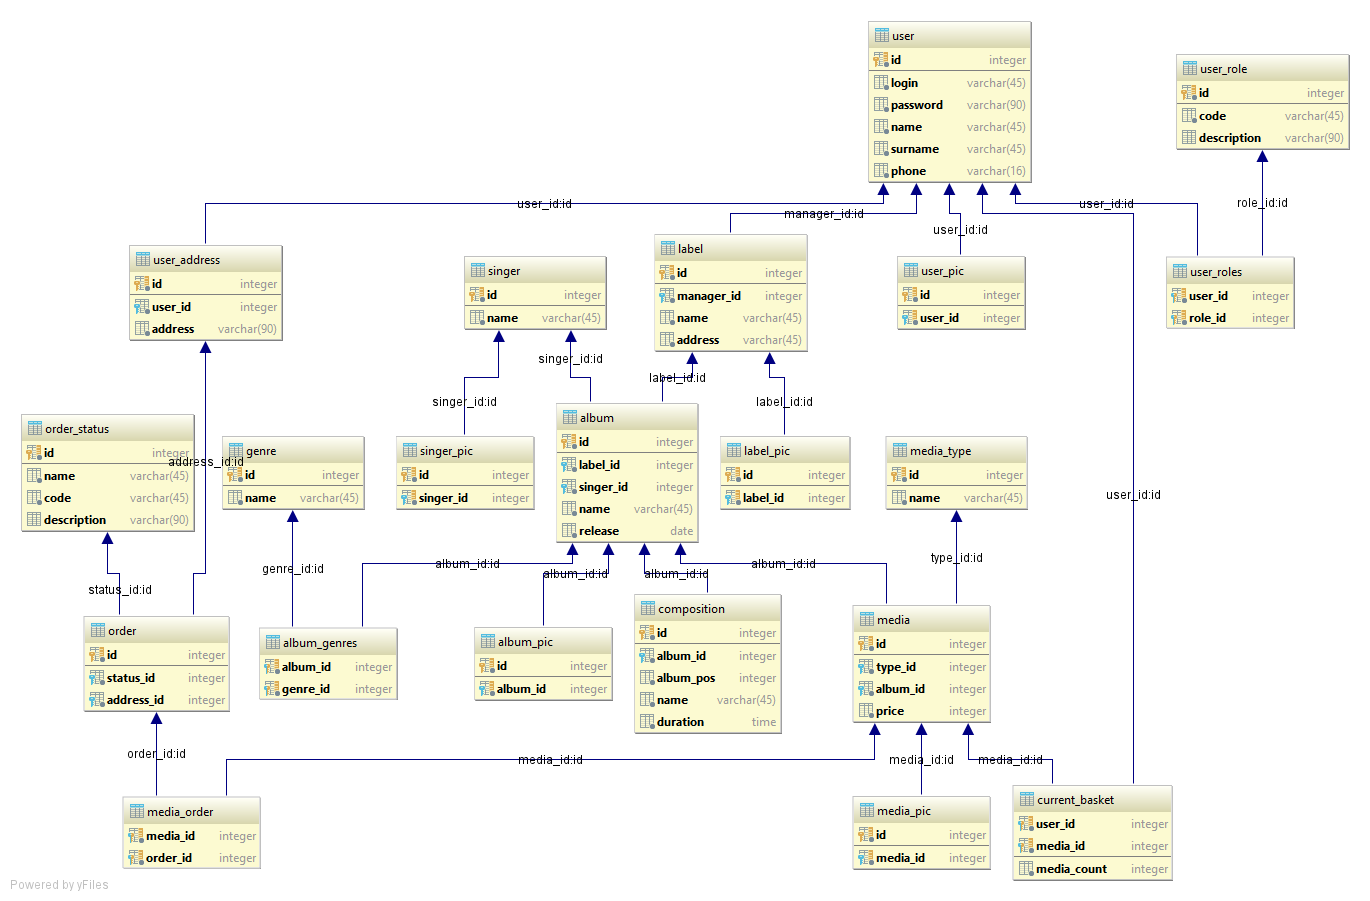 user
id integer
login varchar(45)
password varchar(90)
name varchar(45)
surname varchar(45)
phone varchar(16)
user_role
id integer
code varchar(45)
description varchar(90)
user_id:id
manager_id:id
user_id:id
user_id:id
role_id:id
user_address
id integer
user_id integer
address varchar(90)
singer
id integer
name varchar(45)
label
id integer
manager_id integer
name varchar(45)
address varchar(45)
user_pic
id integer
user_id integer
user_roles
user_id integer
role_id integer
singer_id:id
label_id:id
singer_id:id
label_id:id
order_status
id integer
name varchar(45)
code varchar(45)
description varchar(90)
address_id:id
genre
id integer
name varchar(45)
singer_pic
id integer
singer_id integer
album
id integer
label_id integer
singer_id integer
name varchar(45)
release date
label_pic
id integer
label_id integer
media_type
id integer
name varchar(45)
user_id:id
status_id:id
genre_id:id
album_id:id
album_id:id
album_id:id
album_id:id
type_id:id
order
id integer
status_id integer
address_id integer
album_genres
album_id integer
genre_id integer
album_pic
id integer
album_id integer
composition
id integer
album_id integer
album_pos integer
name varchar(45)
duration time
media
id integer
type_id integer
album_id integer
price integer
order_id:id
media_id:id
media_id:id
media_id:id
media_order
media_id integer
order_id integer
media_pic
id integer
media_id integer
current_basket
user_id integer
media_id integer
media_count integer
Powered by yFiles